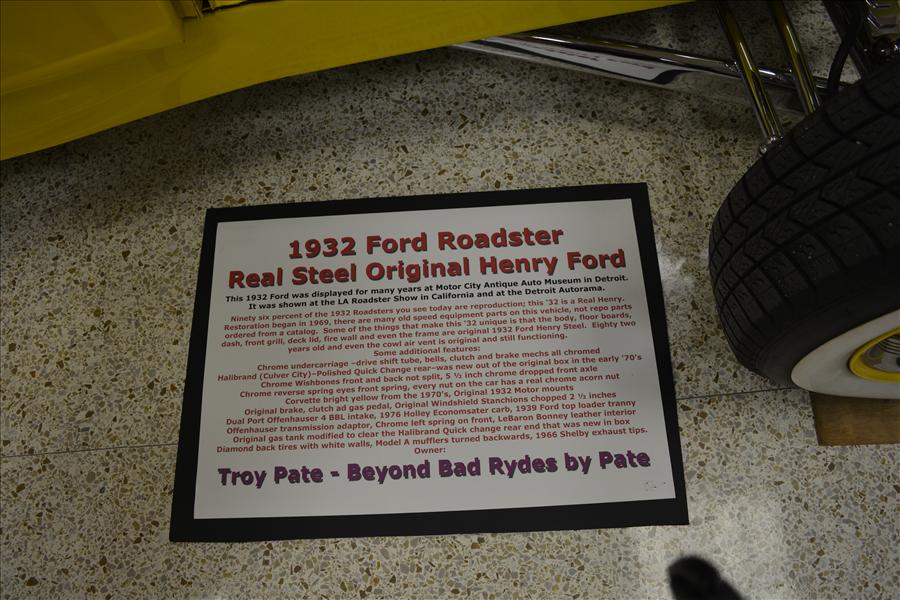 1932 Ford Roadster
Real Steel Original Henry Ford
This 1932 Ford was displayed for many years at Motor City Antique Auto Museum in Detroit.
It was shown at the LA Roadster Show in California and at the Detroit Autorama.
Ninety six percent of the 1932 Roadsters you see today are reproduction; this '32 is a Real Henry.
Restoration began in 1969, there are many old speed equipment parts on this vehicle, not repo parts
ordered from a catalog. Some of the things that make this '32 unique is that the body, floor boards,
dash, front grill, deck lid, fire wall and even the frame are original 1932 Ford Henry Steel. Eighty two
years old and even the cowl air vent is original and still functioning.
Some additional features:
Chrome undercarriage –drive shift tube, bells, clutch and brake mechs all chromed
Halibrand (Culver City)–Polished Quick Change rear–was new out of the original box in the early '70's
Chrome Wishbones front and back not split, 5 ½ inch chrome dropped front axle
Chrome reverse spring eyes front spring, every nut on the car has a real chrome acorn nut
Corvette bright yellow from the 1970's, Original 1932 Motor mounts
Original brake, clutch ad gas pedal, Original Windshield Stanchions chopped 2 ½ inches
Dual Port Offenhauser 4 BBL intake, 1976 Holley Economsater carb, 1939 Ford top loader tranny
Offenhauser transmission adaptor, Chrome left spring on front, LeBaron Bonney leather interior
Original gas tank modified to clear the Halibrand Quick change rear end that was new in box
Diamond back tires with white walls, Model A mufflers turned backwards, 1966 Shelby exhaust tips.
Owner:
Troy Pate - Beyond Bad Rydes by Pate